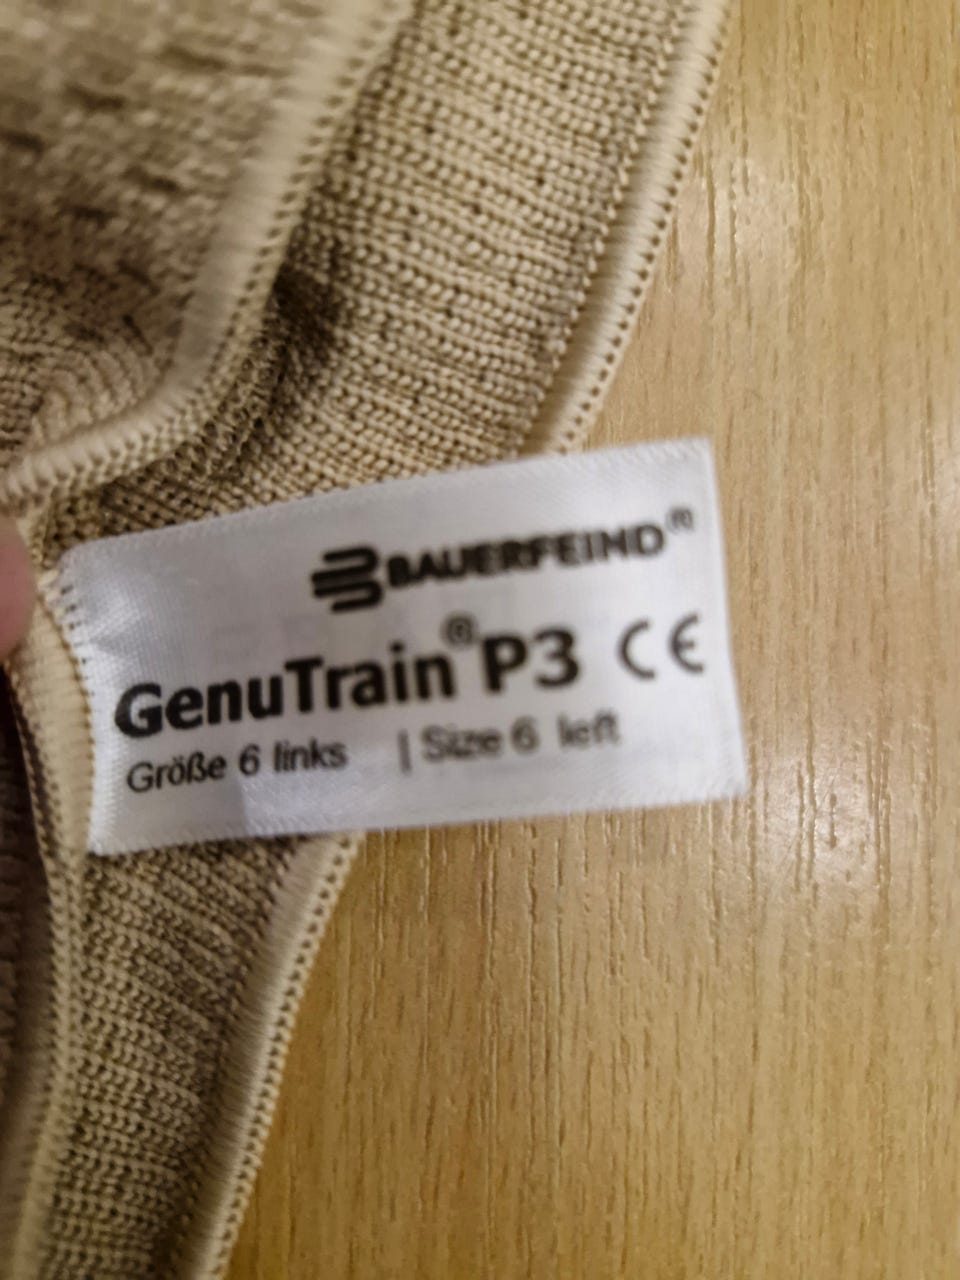 BAUERFEIND®
GenuTrain® P3 CE
Größe 6 links | Size 6 left